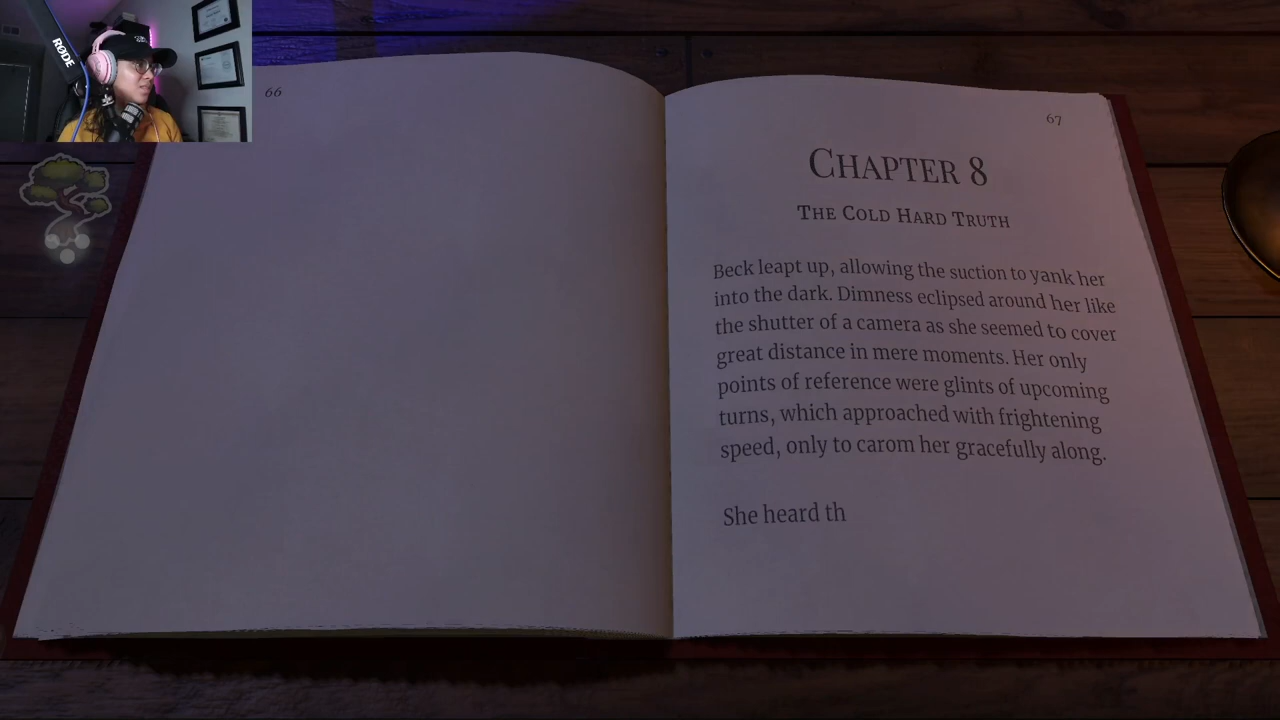 RØDE
66
67
CHAPTER 8
THE COLD HARD TRUTH
Beck leapt up, allowing the suction to yank her
into the dark. Dimness eclipsed around her like
the shutter of a camera as she seemed to cover
great distance in mere moments. Her only
points of reference were glints of upcoming
turns, which approached with frightening
speed, only to carom her gracefully along.
She heard th